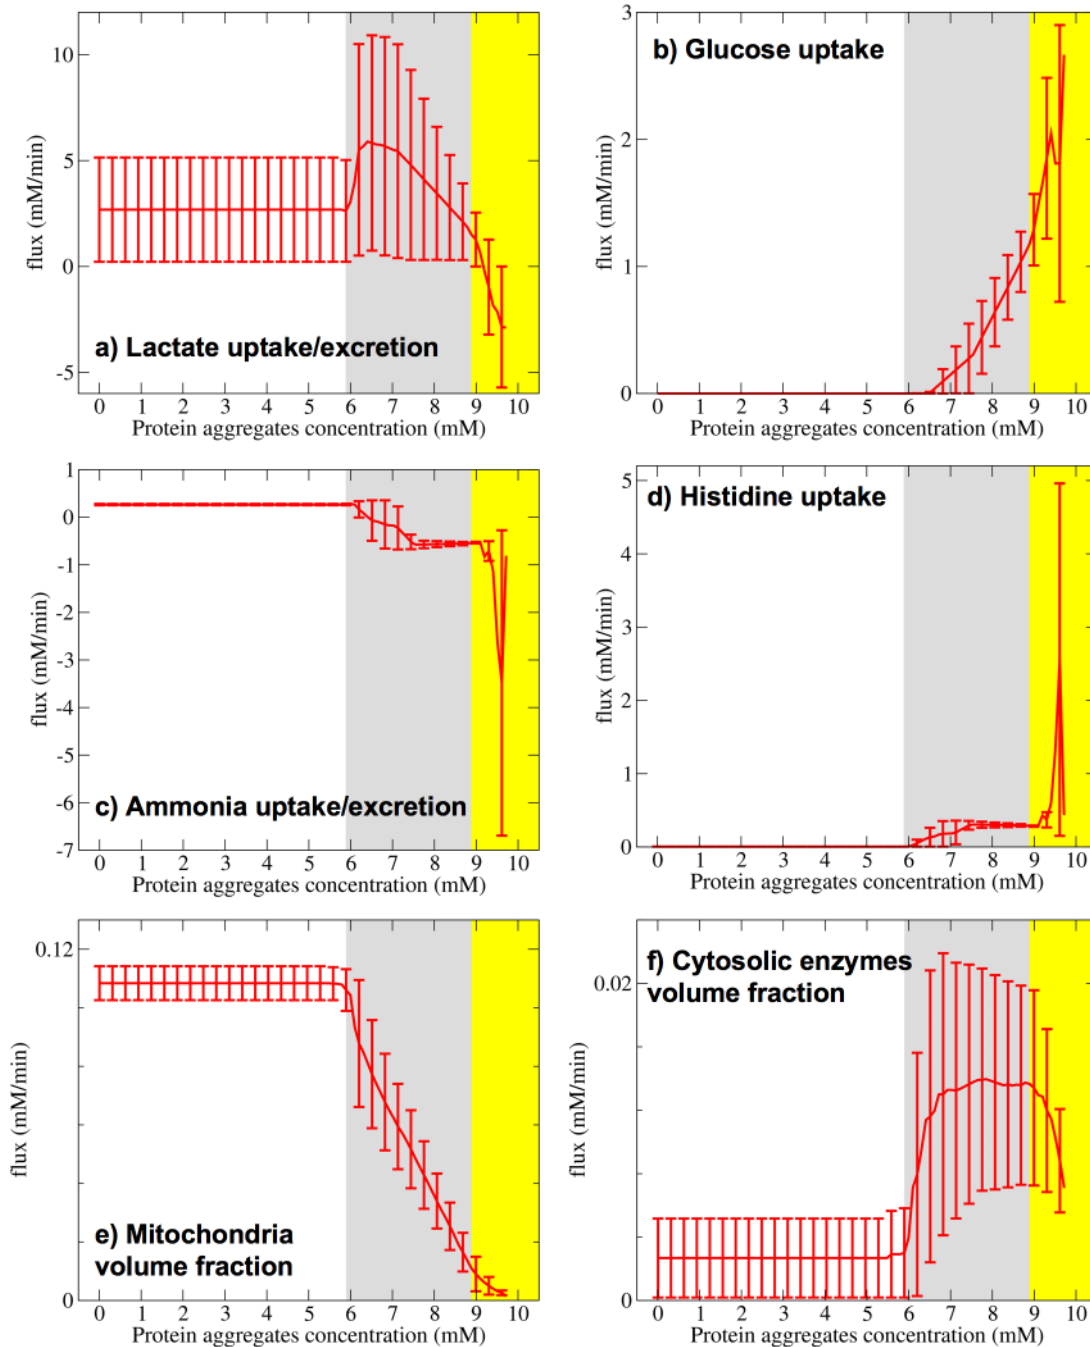 10
5
0
-5
flux (mM/min)
a) Lactate uptake/excretion
0 1 2 3 4 5 6 7 8 9 10
Protein aggregates concentration (mM)
3
2
1
0
flux (mM/min)
b) Glucose uptake
0 1 2 3 4 5 6 7 8 9 10
Protein aggregates concentration (mM)
1
0
-1
-2
-3
-4
-5
-6
-7
flux (mM/min)
c) Ammonia uptake/excretion
0 1 2 3 4 5 6 7 8 9 10
Protein aggregates concentration (mM)
5
4
3
2
1
0
flux (mM/min)
d) Histidine uptake
0 1 2 3 4 5 6 7 8 9 10
Protein aggregates concentration (mM)
0.12
0
flux (mM/min)
e) Mitochondria
volume fraction
0 1 2 3 4 5 6 7 8 9 10
Protein aggregates concentration (mM)
0.02
0
flux (mM/min)
f) Cytosolic enzymes
volume fraction
0 1 2 3 4 5 6 7 8 9 10
Protein aggregates concentration (mM)